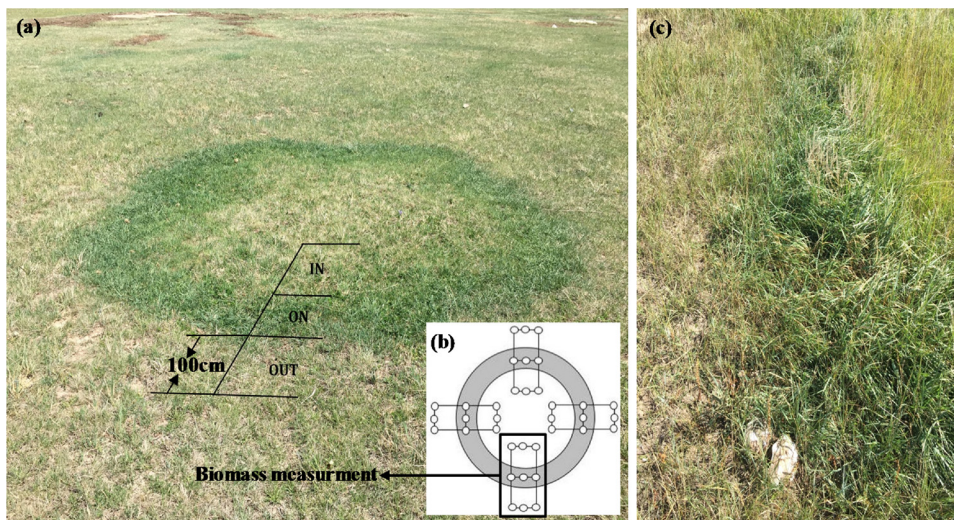 (a)
IN
ON
100cm
OUT
(b)
Biomass measurment
(c)